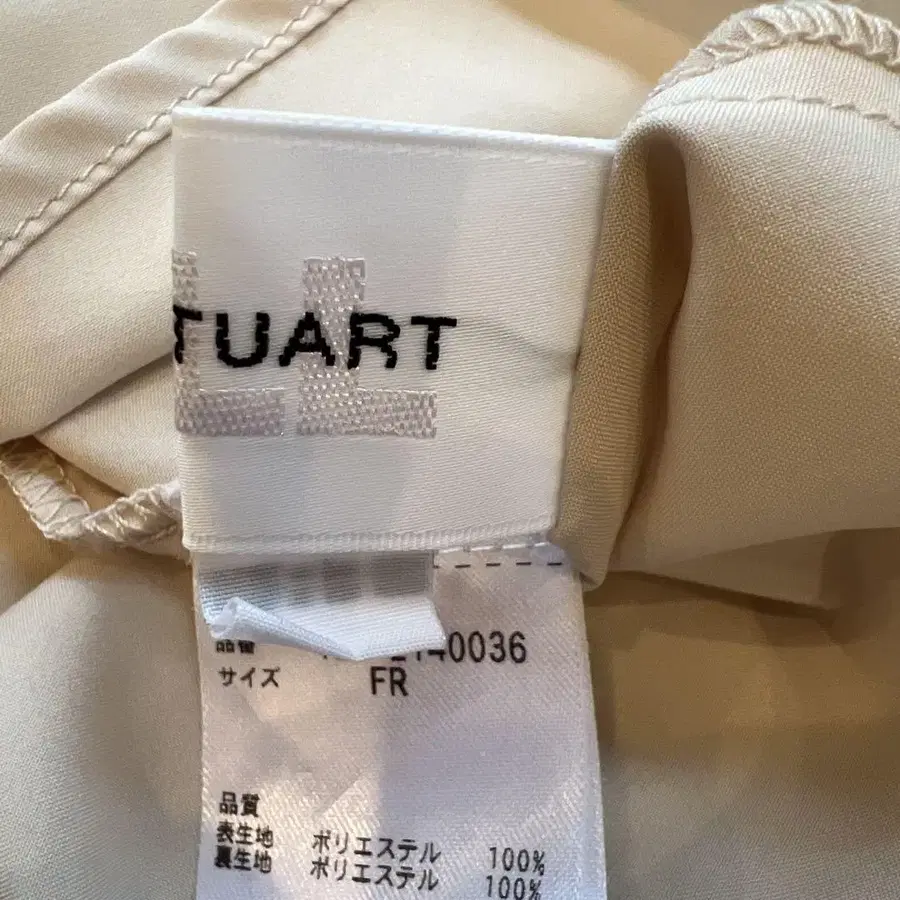 TUART
品番 2140036
サイズ FR
品質
表生地 ポリエステル 100%
裏生地 ポリエステル 100%